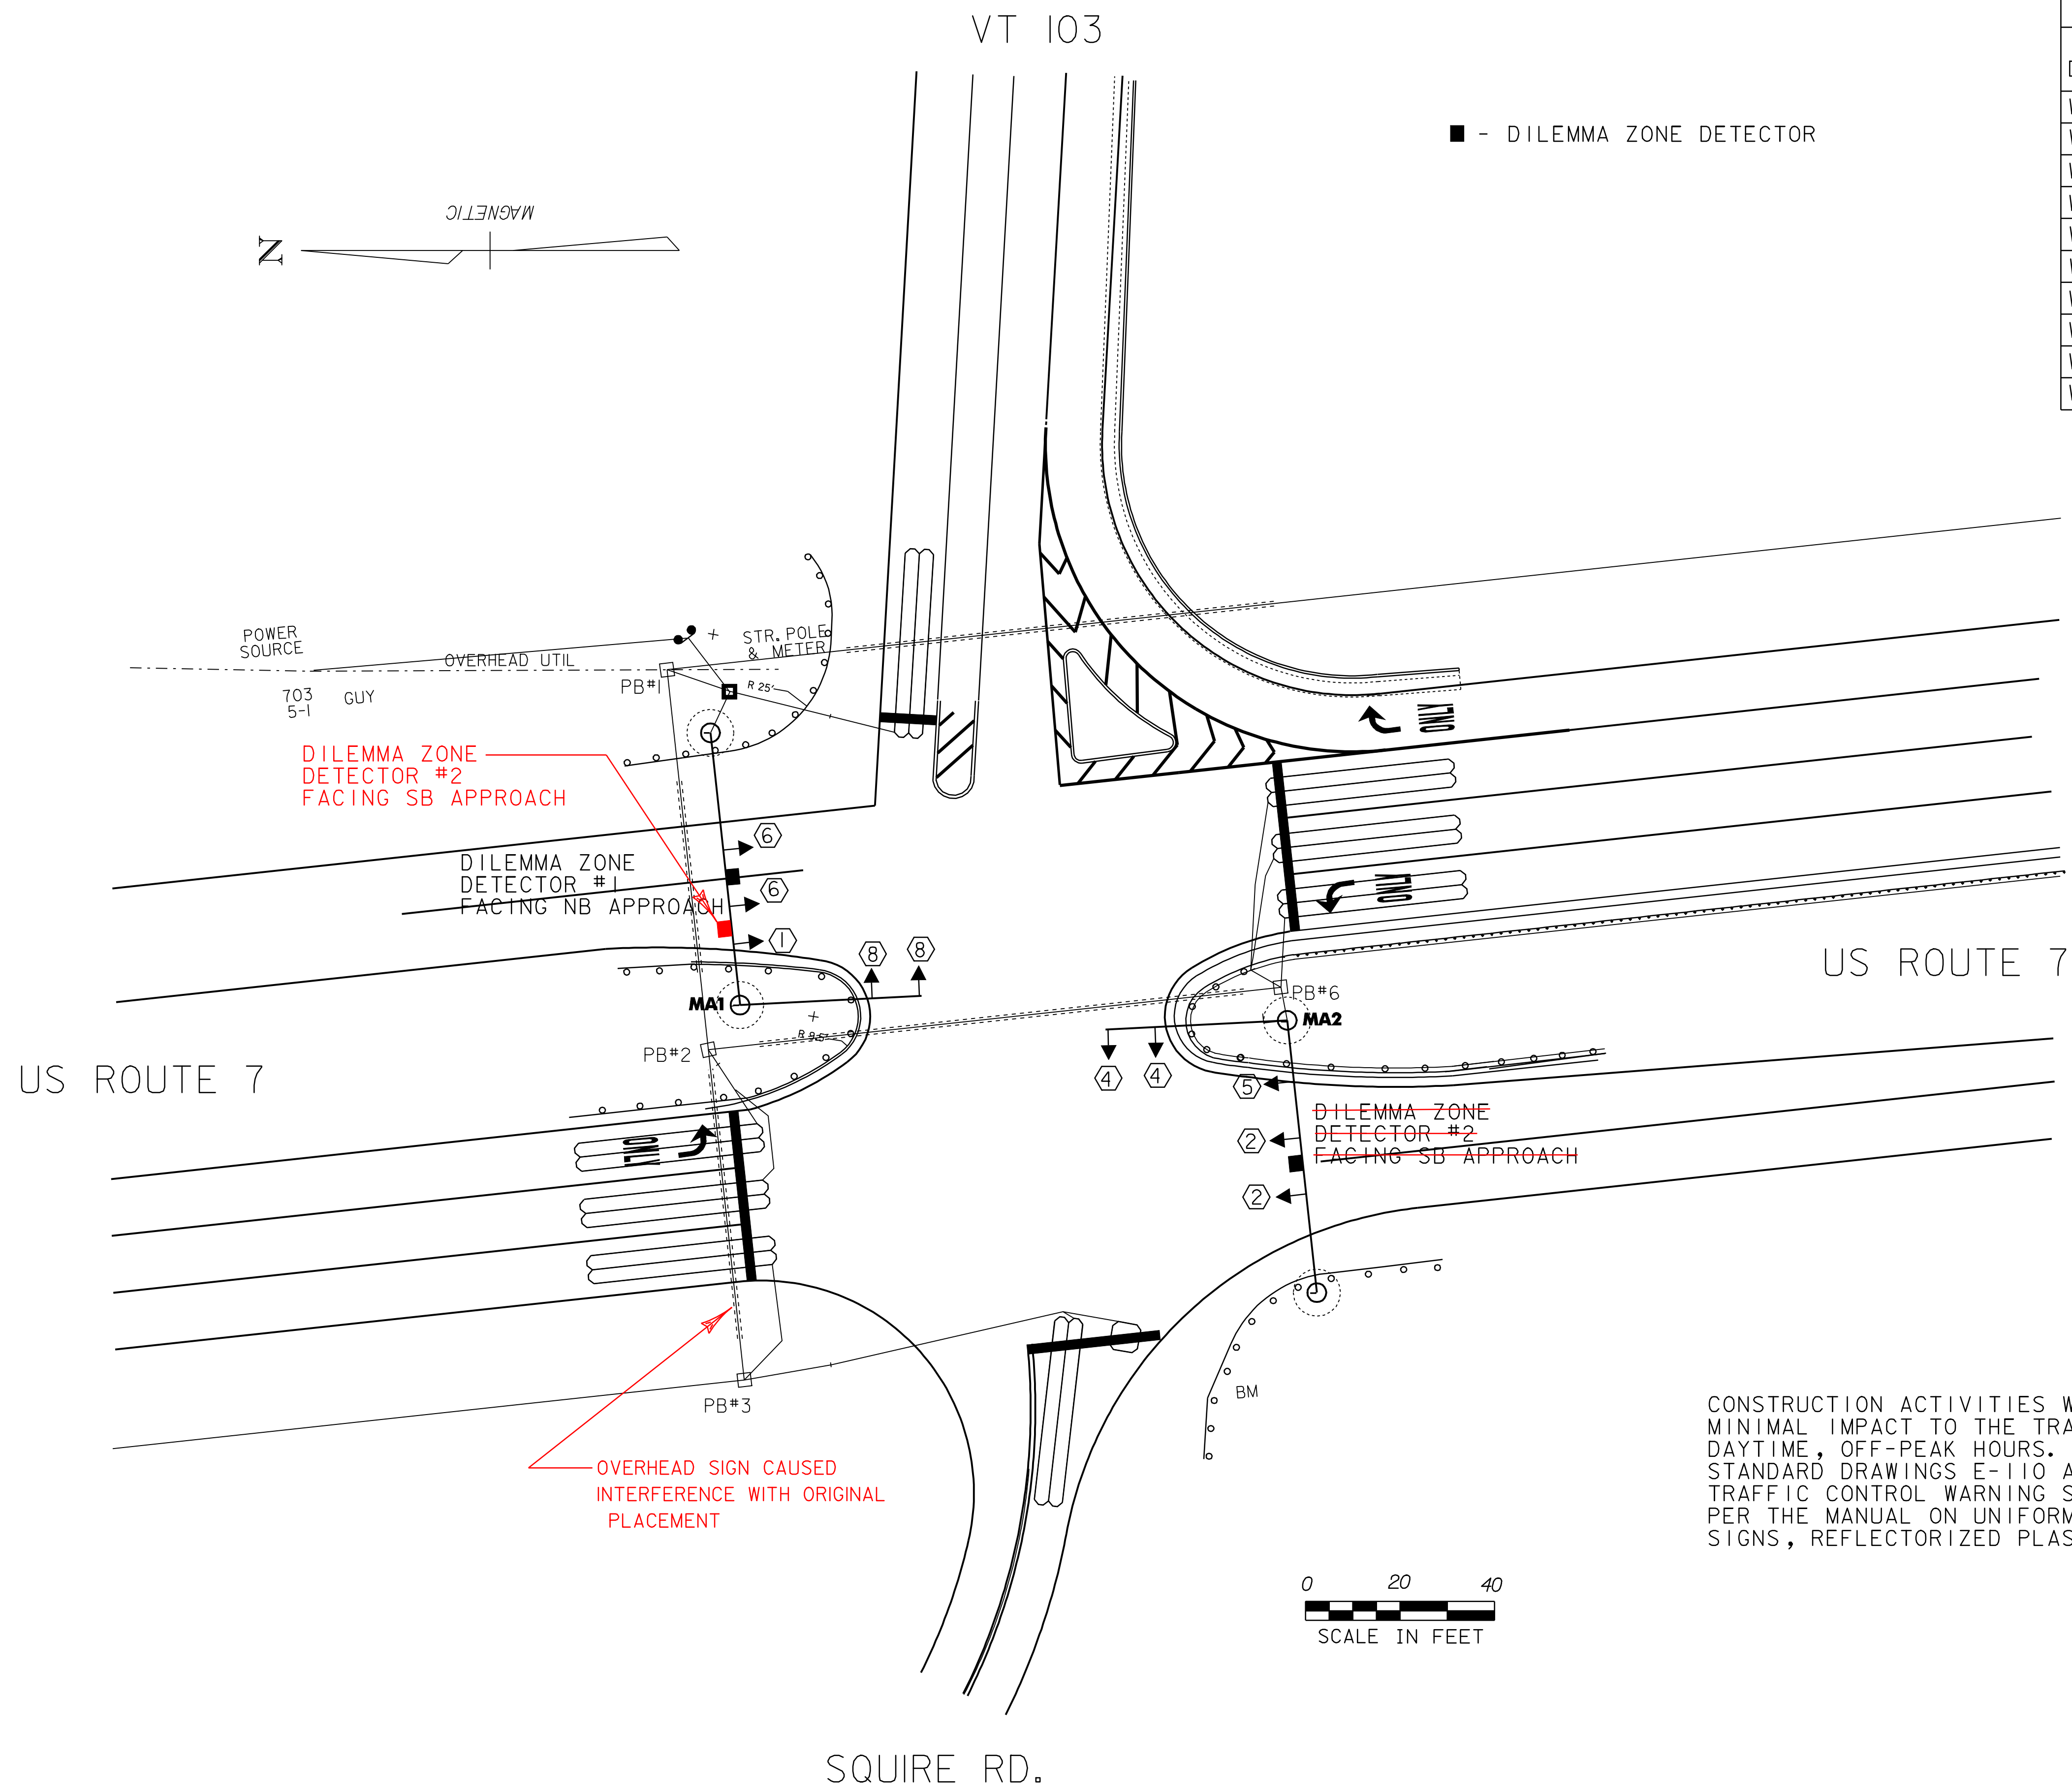 VT 103
■ - DILEMMA ZONE DETECTOR
MAGNETIC
N
POWER
SOURCE
OVERHEAD UTIL
STR. POLE
& METER
703
5-1
GUY
PB#1
R 25'
DILEMMA ZONE
DETECTOR #2
FACING SB APPROACH
ONLY
6
DILEMMA ZONE
DETECTOR #1
FACING NB APPROACH
6
1
8
8
ONLY
US ROUTE 7
MA1
PB#6
MA2
R 9.5'
PB#2
US ROUTE 7
4
4
5
DILEMMA ZONE
DETECTOR #2
FACING SB APPROACH
ONLY
2
2
PB#3
BM
OVERHEAD SIGN CAUSED
INTERFERENCE WITH ORIGINAL
PLACEMENT
CONSTRUCTION ACTIVITIES W
MINIMAL IMPACT TO THE TRA
DAYTIME, OFF-PEAK HOURS.
STANDARD DRAWINGS E-110 A
TRAFFIC CONTROL WARNING S
PER THE MANUAL ON UNIFORM
SIGNS, REFLECTORIZED PLAS
0 20 40
SCALE IN FEET
SQUIRE RD.